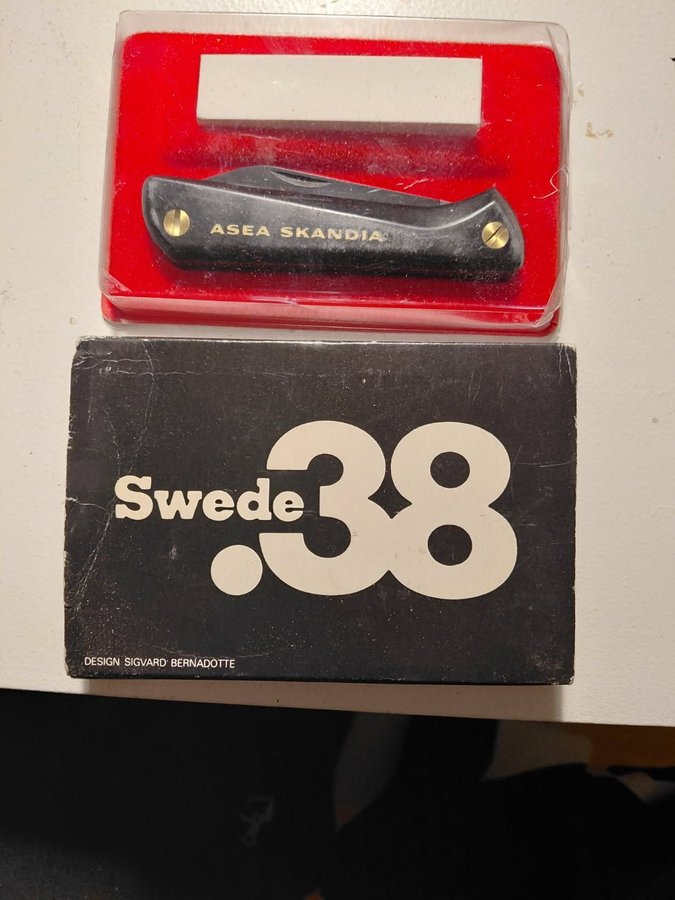 ASEA SKANDIA
Swede .38
DESIGN SIGVARD BERNADOTTE